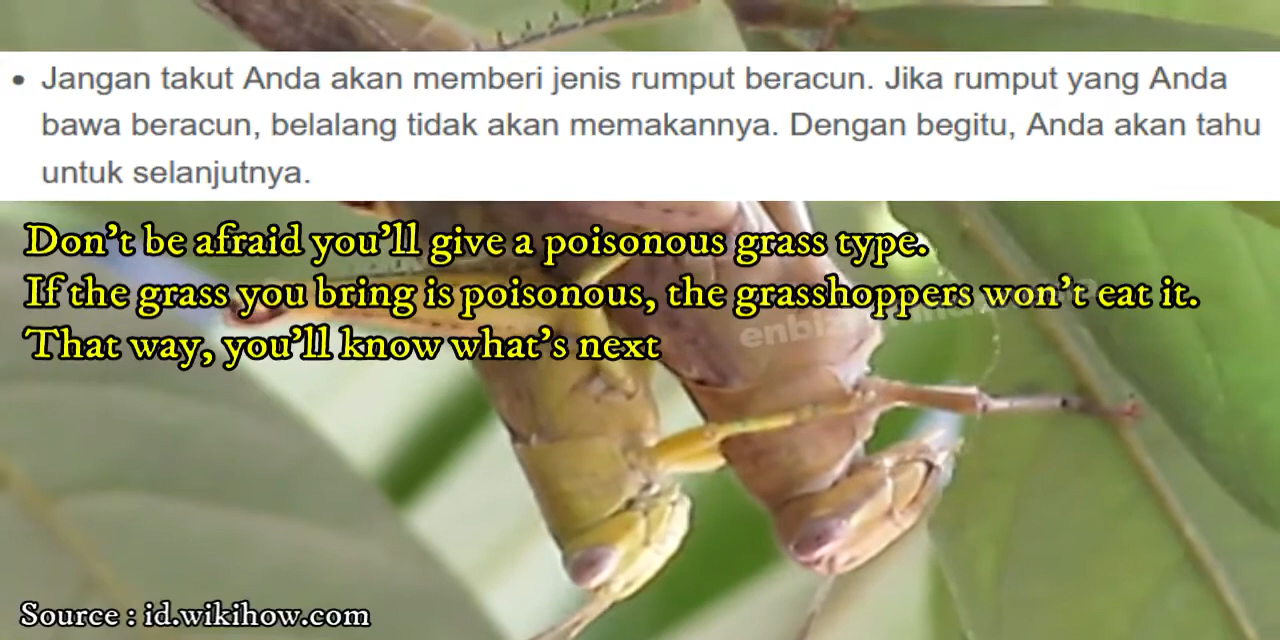 • Jangan takut Anda akan memberi jenis rumput beracun. Jika rumput yang Anda
bawa beracun, belalang tidak akan memakannya. Dengan begitu, Anda akan tahu
untuk selanjutnya.
Don't be afraid you'll give a poisonous grass type.
If the grass you bring is poisonous, the grasshoppers won't eat it.
That way, you'll know what's next
Source : id.wikihow.com